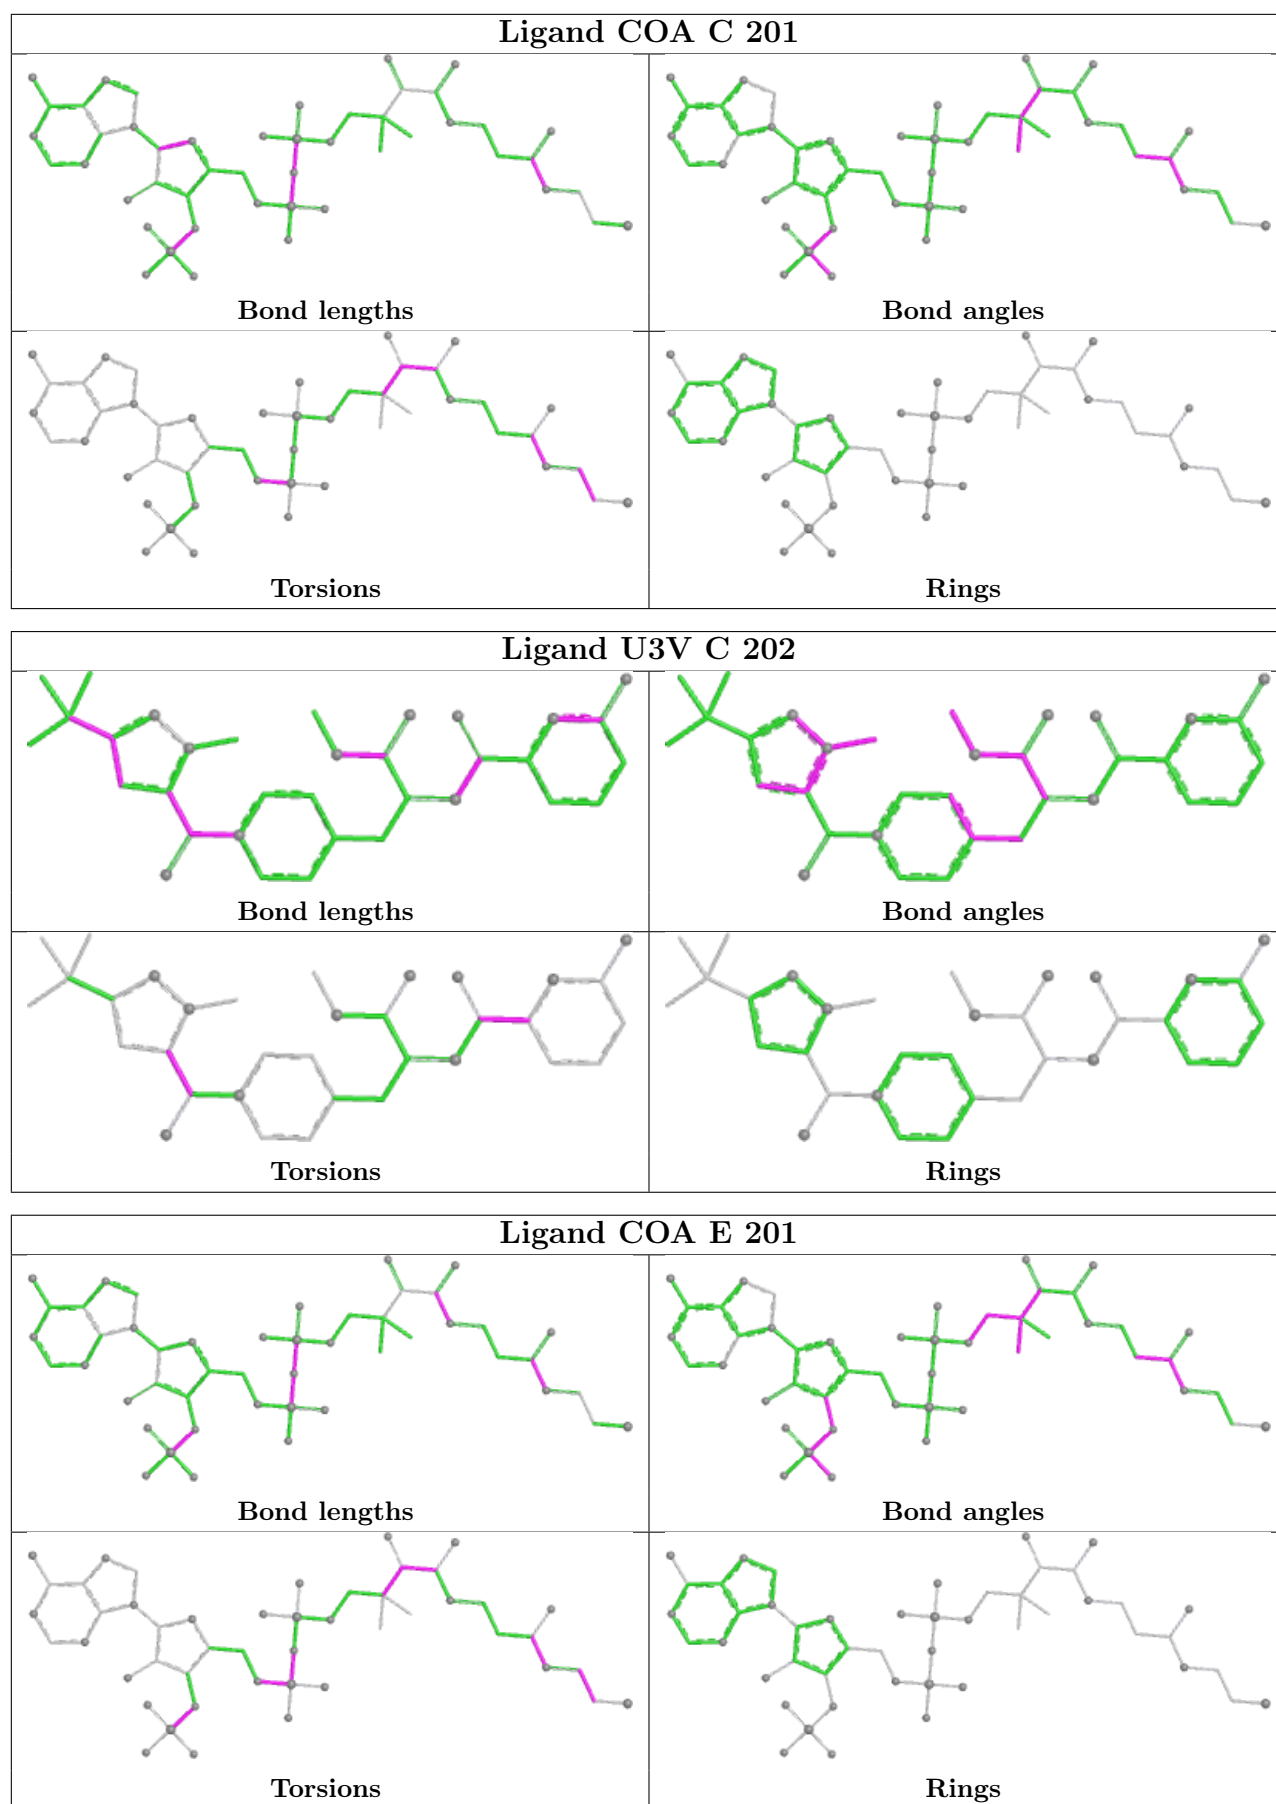 Ligand COA C 201
Bond lengths
Bond angles
Torsions
Rings
Ligand U3V C 202
Bond lengths
Bond angles
Torsions
Rings
Ligand COA E 201
Bond lengths
Bond angles
Torsions
Rings